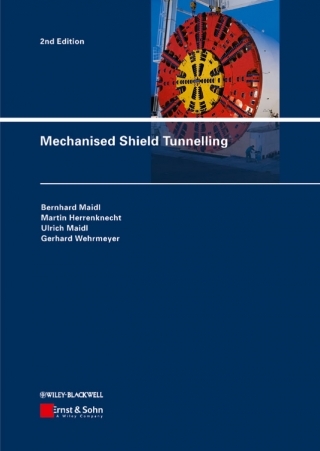 2nd Edition
Mechanised Shield Tunnelling
Bernhard Maidl
Martin Herrenknecht
Ulrich Maidl
Gerhard Wehrmeyer
WILEY-BLACKWELL
Ernst & Sohn
A Wiley Company